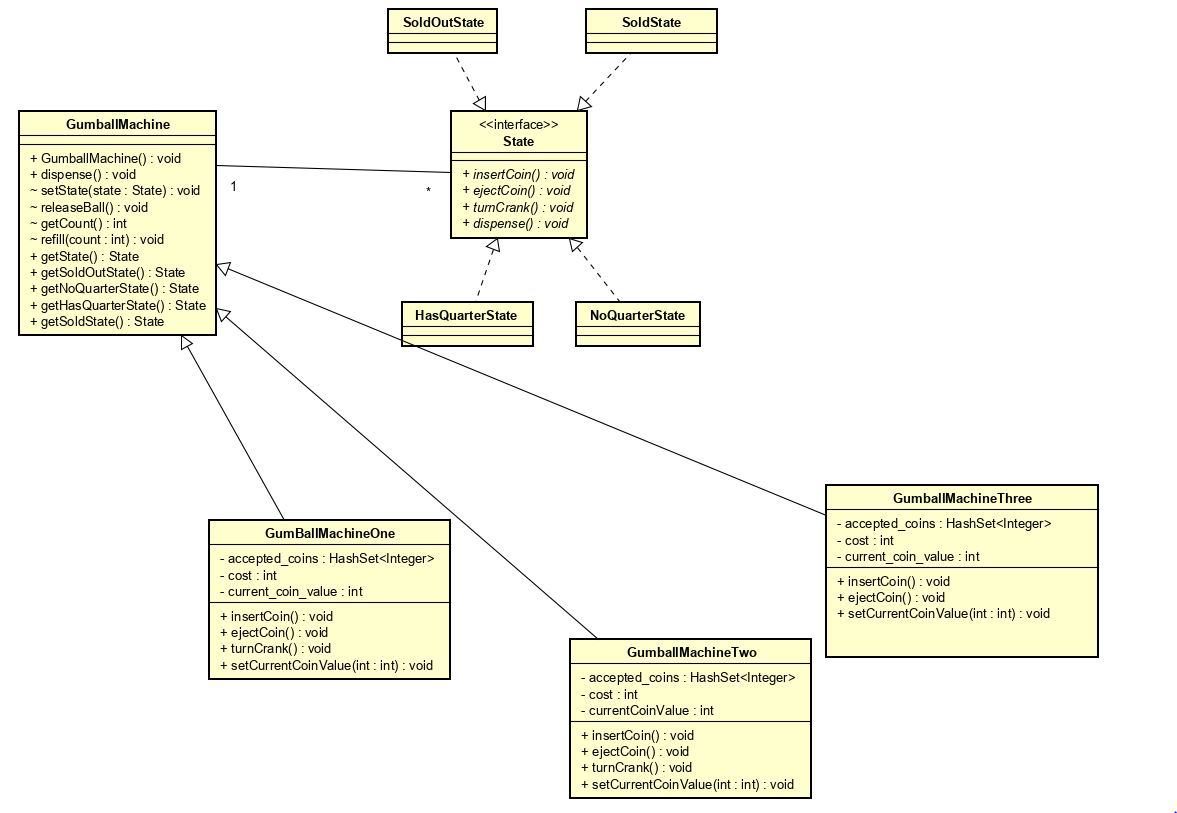 SoldOutState
SoldState
GumballMachine
+ GumballMachine() : void
+ dispense() : void
~ setState(state : State) : void
~ releaseBall() : void
~ getCount() : int
~ refill(count : int) : void
+ getState() : State
+ getSoldOutState() : State
+ getNoQuarterState() : State
+ getHasQuarterState() : State
+ getSoldState() : State
1
*
<<interface>>
State
+ insertCoin() : void
+ ejectCoin() : void
+ turnCrank() : void
+ dispense() : void
HasQuarterState
NoQuarterState
GumBallMachineOne
- accepted_coins : HashSet<Integer>
- cost : int
- current_coin_value : int
+ insertCoin() : void
+ ejectCoin() : void
+ turnCrank() : void
+ setCurrentCoinValue(int : int) : void
GumballMachineTwo
- accepted_coins : HashSet<Integer>
- cost : int
- currentCoinValue : int
+ insertCoin() : void
+ ejectCoin() : void
+ turnCrank() : void
+ setCurrentCoinValue(int : int) : void
GumballMachineThree
- accepted_coins : HashSet<Integer>
- cost : int
- current_coin_value : int
+ insertCoin() : void
+ ejectCoin() : void
+ setCurrentCoinValue(int : int) : void